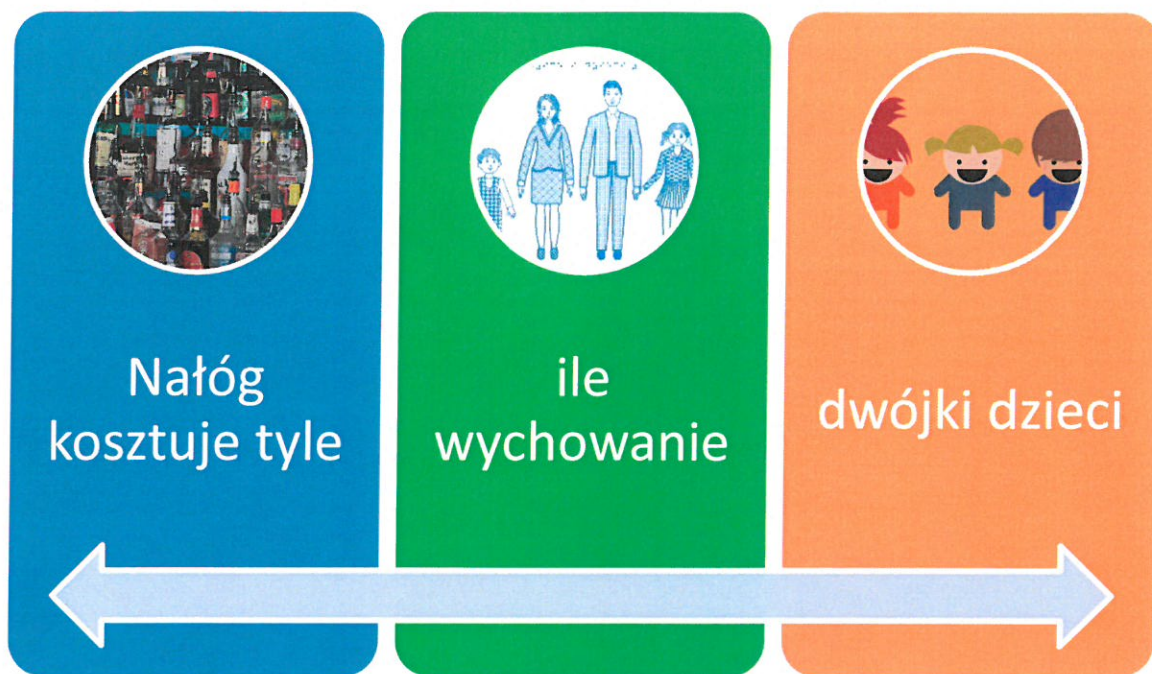 Nałóg
kosztuje tyle
ile
wychowanie
dwójki dzieci